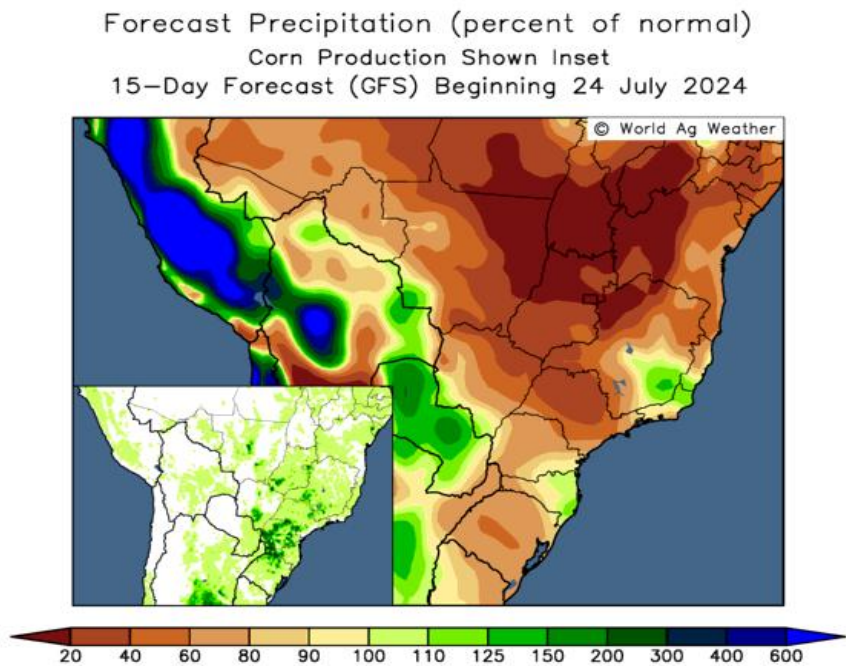 Forecast Precipitation (percent of normal)
Corn Production Shown Inset
15-Day Forecast (GFS) Beginning 24 July 2024
© World Ag Weather
20 40 60 80 90 100 110 125 150 200 300 400 600